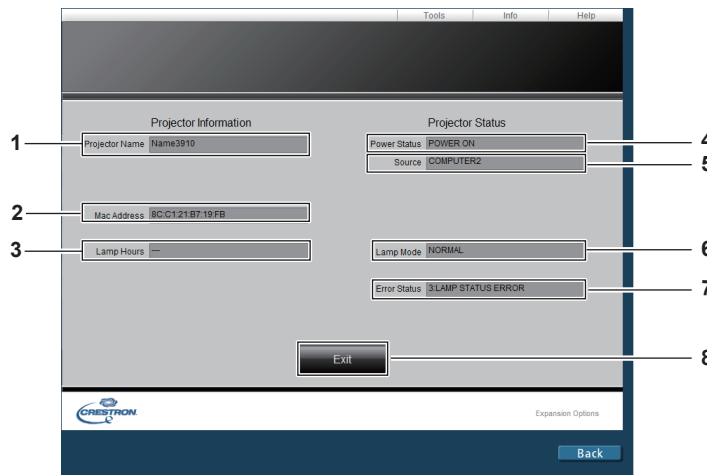 Tools Info Help
Projector Information Projector Status
1 Projector Name Name3910 Power Status POWER ON 4
Source COMPUTER2 5
2 Mac Address 8C:C1:21:B7:19:FB
3 Lamp Hours — Lamp Mode NORMAL 6
Error Status 3:LAMP STATUS ERROR 7
Exit 8
CRESTRON. Expansion Options
Back